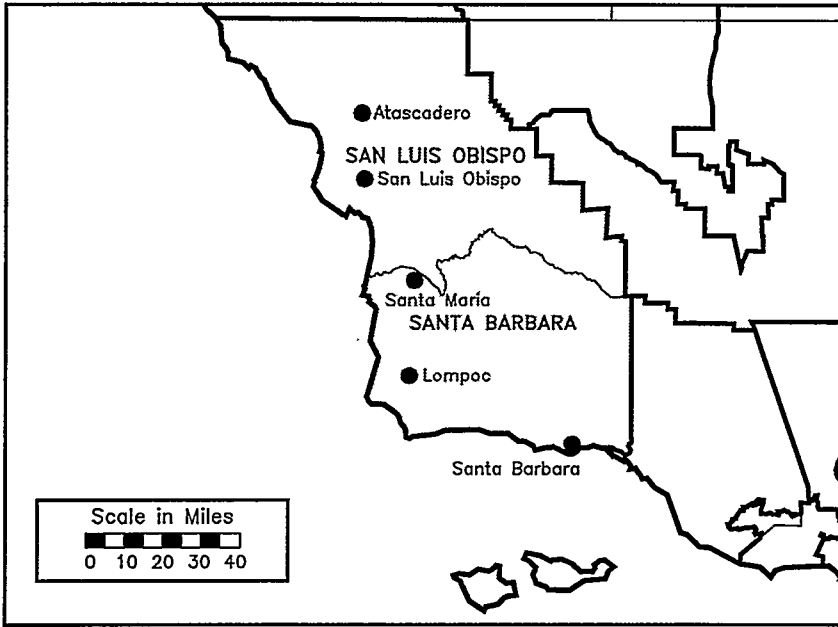 Atascadero
SAN LUIS OBISPO
San Luis Obispo
Santa María
SANTA BARBARA
Lompoc
Santa Barbara
Scale in Miles
0 10 20 30 40